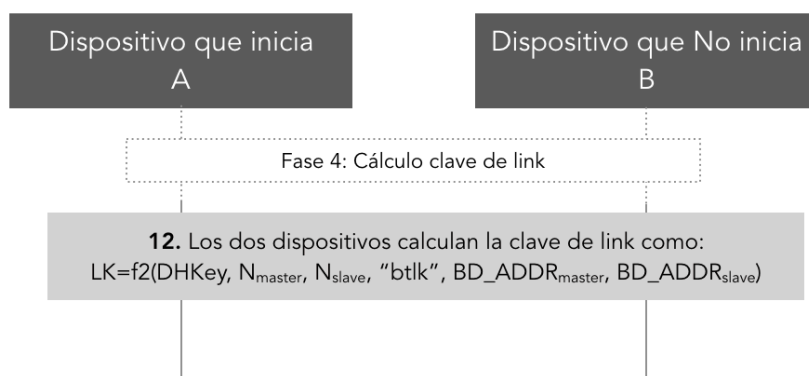 Dispositivo que inicia
A
Dispositivo que No inicia
B
Fase 4: Cálculo clave de link
12. Los dos dispositivos calculan la clave de link como:
LK=f2(DHKey, Nmaster, Nslave, “btlk”, BD_ADDRmaster, BD_ADDRslave)